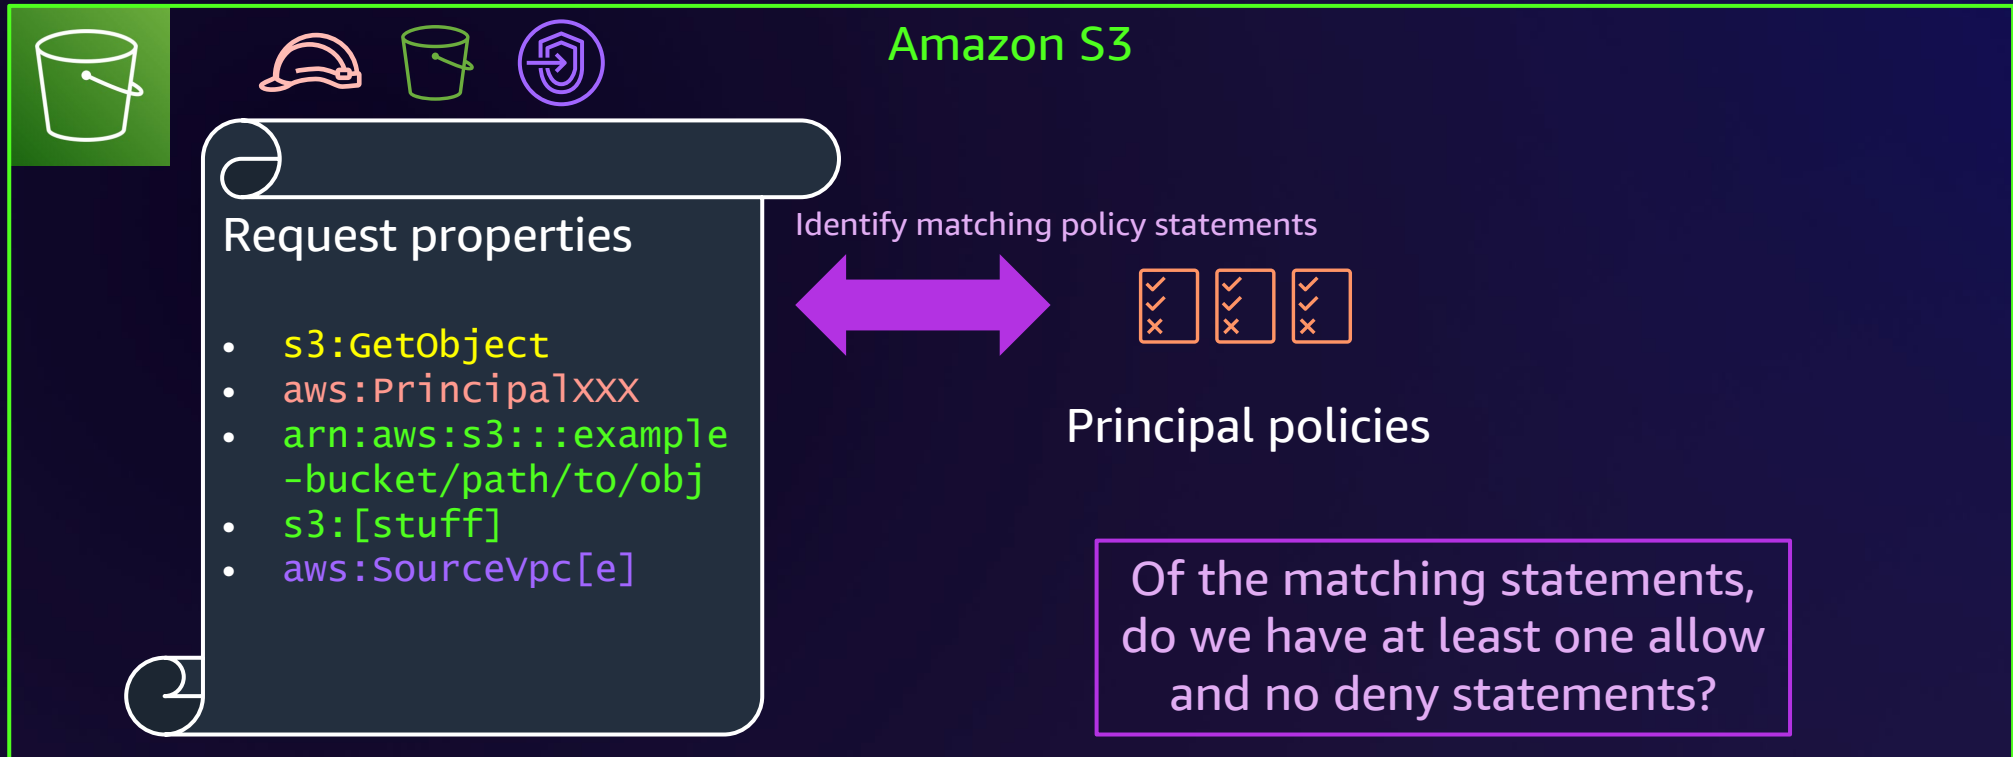 Amazon S3
Request properties
• s3:GetObject
• aws:PrincipalXXX
• arn:aws:s3:::example
-bucket/path/to/obj
• s3:[stuff]
• aws:SourceVpc[e]
Identify matching policy statements
Principal policies
Of the matching statements,
do we have at least one allow
and no deny statements?